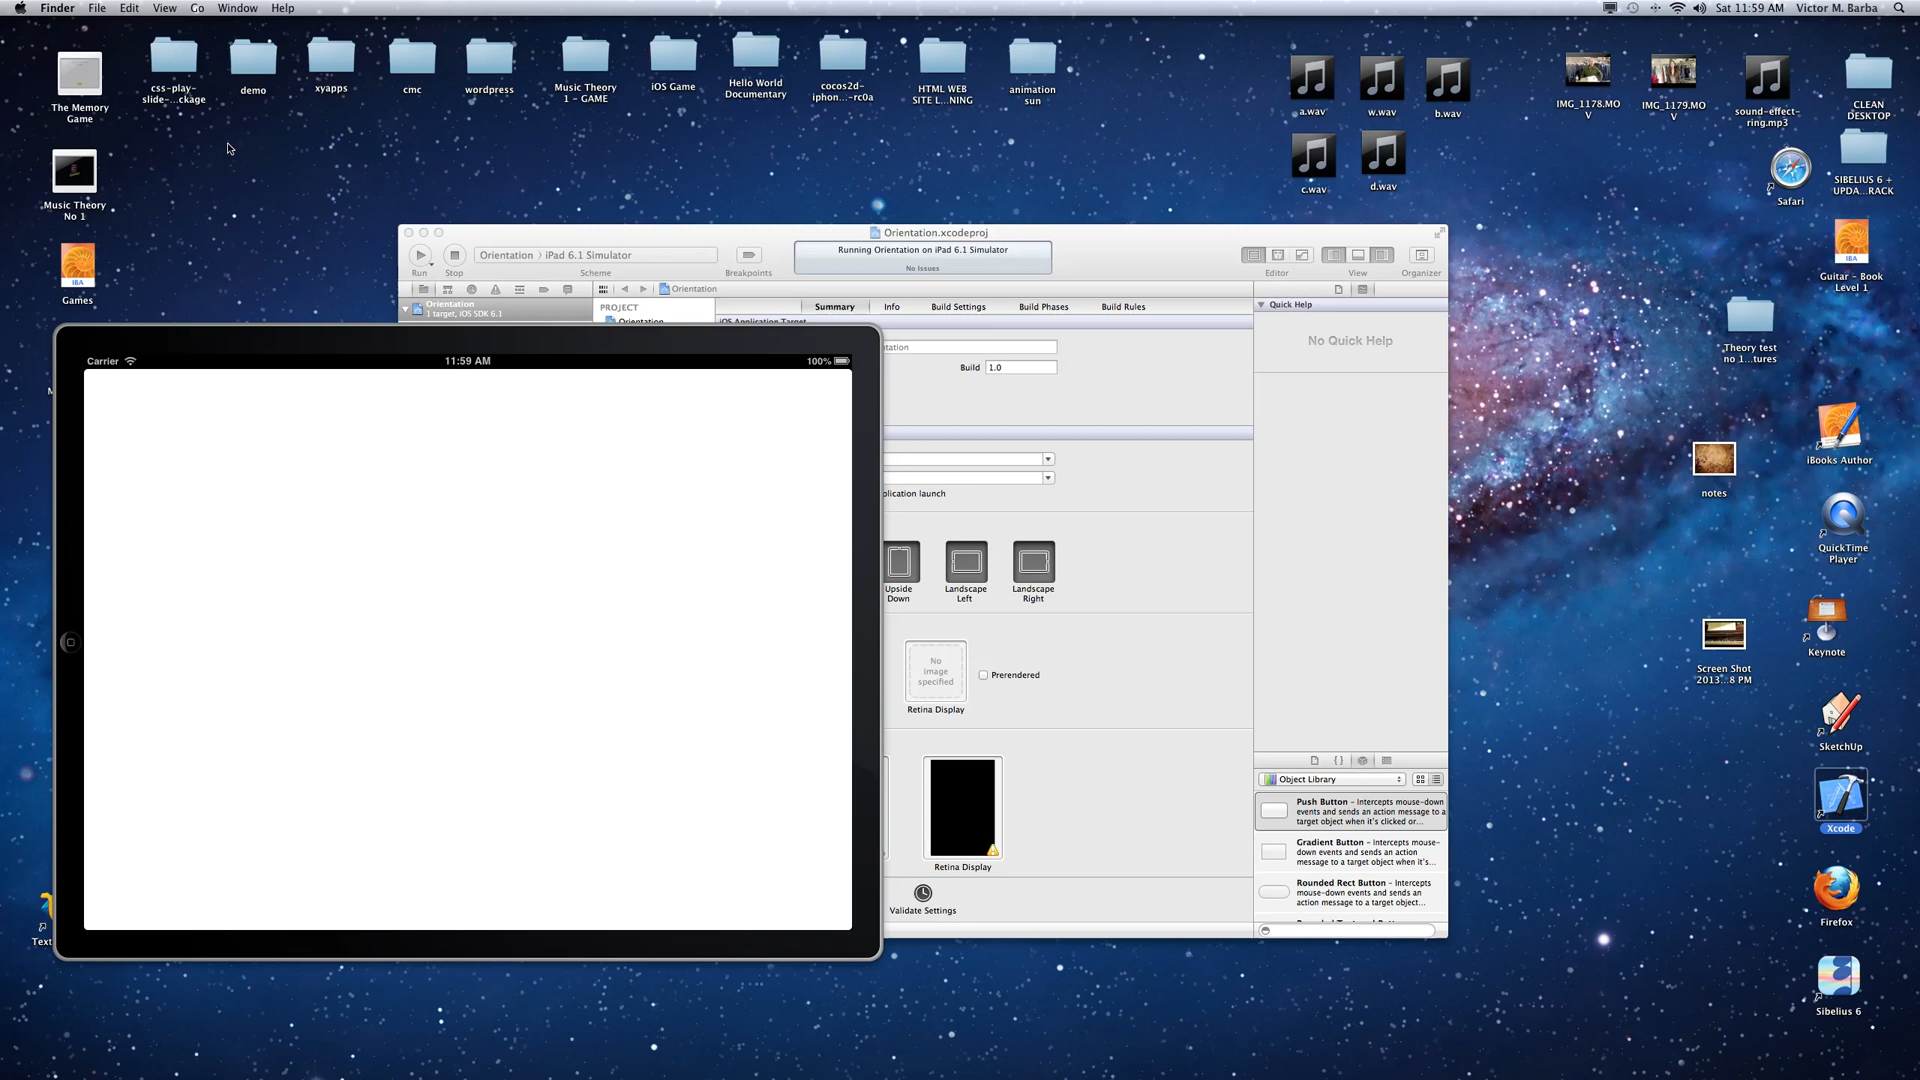 Finder File Edit View Go Window Help
Sat 11:59 AM Victor M. Barba
The Memory
Game
css-play-
slide-...ckage
demo
xyapps
cmc
wordpress
Music Theory
1 - GAME
iOS Game
Hello World
Documentary
cocos2d-
iphon...-rc0a
HTML WEB
SITE L...NING
animation
sun
a.wav
w.wav
b.wav
IMG_1178.MO
V
IMG_1179.MO
V
sound-effect-
ring.mp3
CLEAN
DESKTOP
Music Theory
No 1
c.wav
d.wav
Safari
SIBELIUS 6 +
UPDA...RACK
IBA
Games
IBA
Guitar - Book
Level 1
Theory test
no 1...tures
iBooks Author
notes
QuickTime
Player
Keynote
Screen Shot
2013...8 PM
SketchUp
Xcode
Firefox
Sibelius 6
Text
Orientation.xcodeproj
Orientation 〉 iPad 6.1 Simulator
Running Orientation on iPad 6.1 Simulator
No Issues
Run Stop Scheme Breakpoints Editor View Organizer
Orientation
Orientation
1 target, iOS SDK 6.1
PROJECT
Orientation
Summary Info Build Settings Build Phases Build Rules
iOS Application Target
Quick Help
No Quick Help
Carrier 11:59 AM 100%
ntation
Build 1.0
plication launch
Upside
Down
Landscape
Left
Landscape
Right
No
image
specified
Prerendered
Retina Display
Retina Display
Validate Settings
Object Library
Push Button - Intercepts mouse-down
events and sends an action message to a
target object when it's clicked or...
Gradient Button - Intercepts mouse-
down events and sends an action
message to a target object when it's...
Rounded Rect Button - Intercepts
mouse-down events and sends an
action message to a target object...